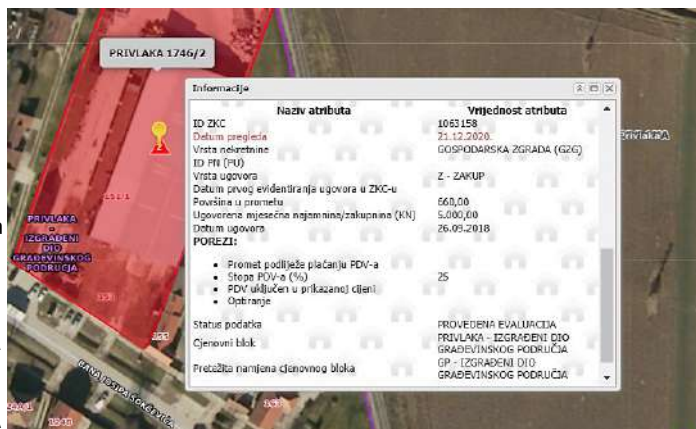 PRIVLAKA 1746/2
Informacije
Naziv atributa Vrijednost atributa
ID ZKC 1063158
Datum pregleda 21.12.2020.
Vrsta nekretnine GOSPODARSKA ZGRADA (GZG)
ID PN (PU)
Vrsta ugovora Z - ZAKUP
Datum prvog evidentiranja ugovora u ZKC-u
Površina u prometu 660,00
Ugovorena mjesečna najamnina/zakupnina (KN) 5.000,00
Datum ugovora 26.09.2018
POREZI:
Promet podliježe plaćanju PDV-a
Stopa PDV-a (%) 25
PDV uključen u prikazanoj cijeni
Optiranje
Status podatka PROVEDENA EVALUACIJA
Cjenovni blok PRIVLAKA - IZGRAĐENI DIO GRAĐEVINSKOG PODRUČJA
Pretežita namjena cjenovnog bloka GP - IZGRAĐENI DIO GRAĐEVINSKOG PODRUČJA
PRIVLAKA
-
IZGRAĐENI
DIO
GRAĐEVINSKOG
PODRUČJA
BANA JOSIPA ŠOKČEVIĆA